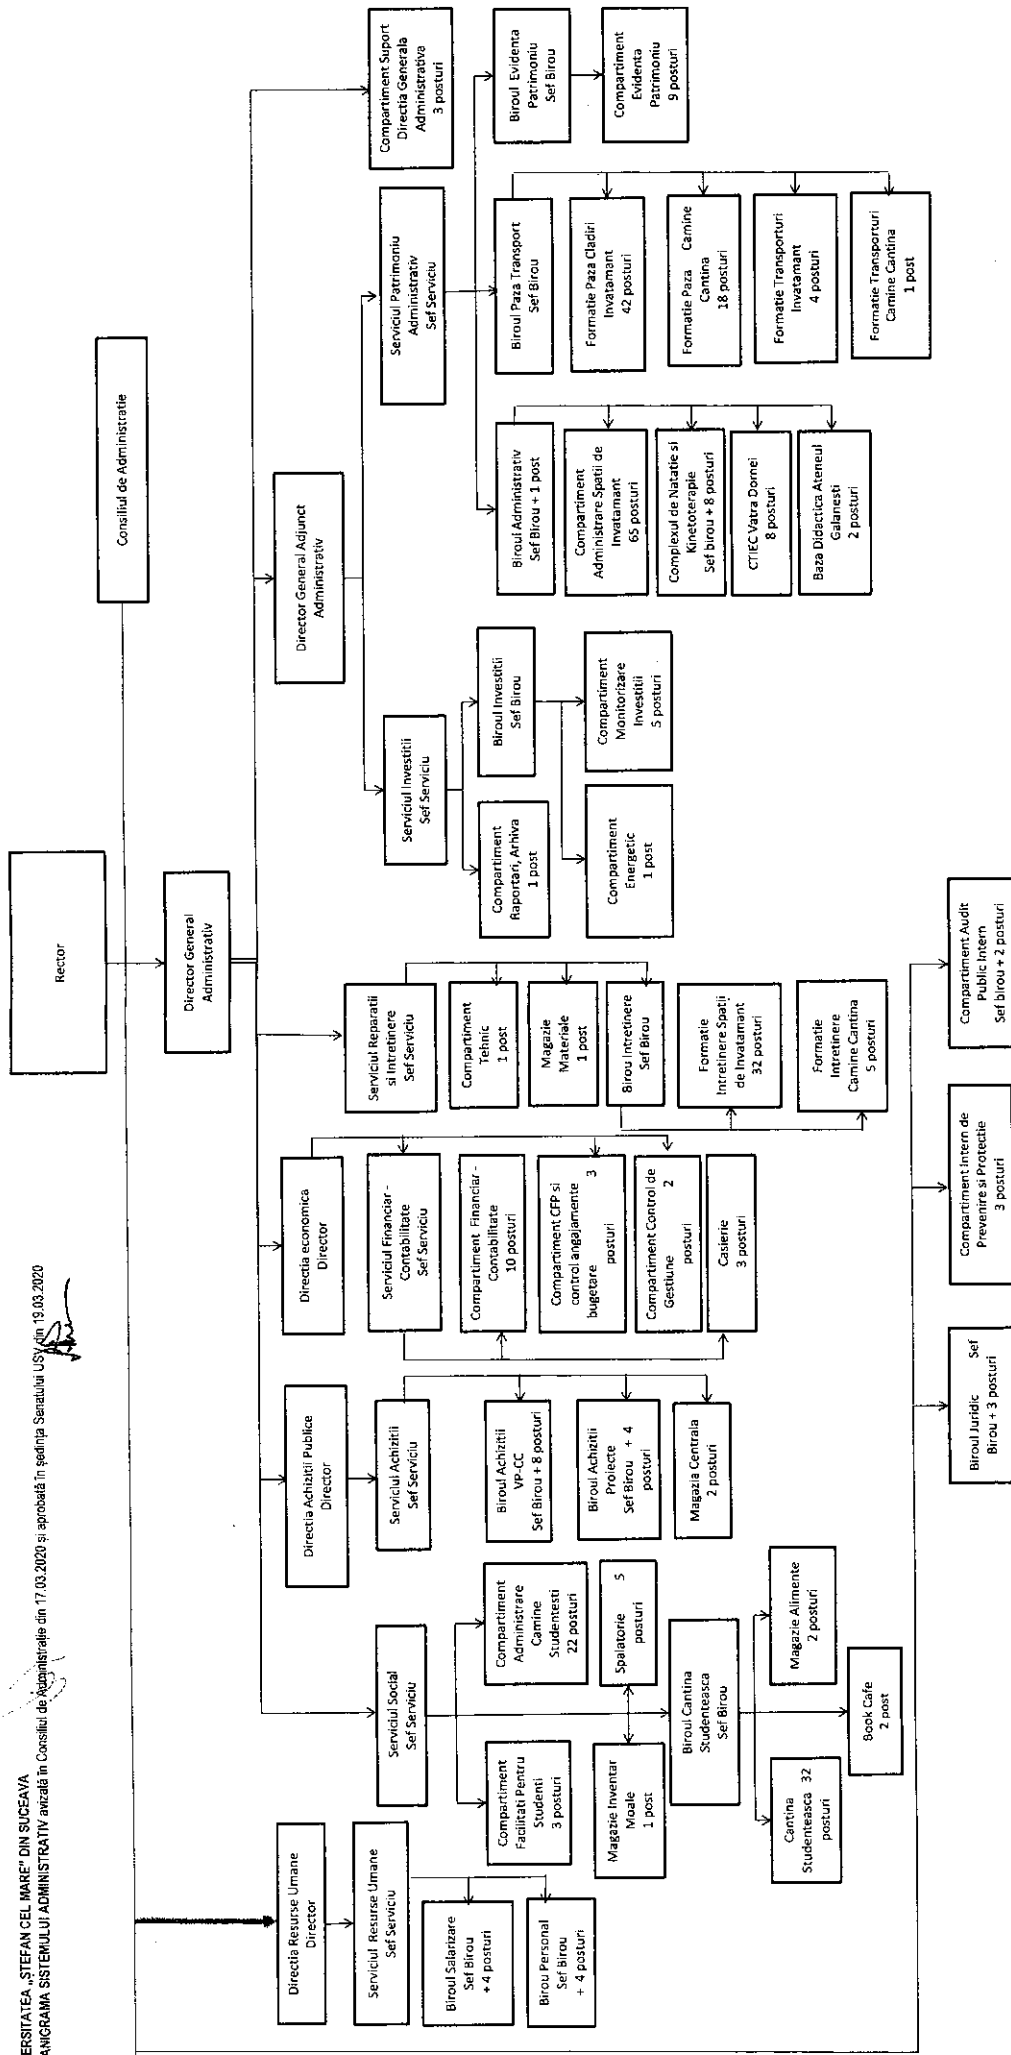 ERSITATEA „ȘTEFAN CEL MARE" DIN SUCEAVA
ANIGRAMA SISTEMULUI ADMINISTRATIV avizată în Consiliul de Administrație din 17.03.2020 și aprobată în ședința Senatului USV din 19.03.2020
Rector
Consiliul de Administratie
Director General
Administrativ
Directia Resurse Umane
Director
Serviciul Resurse Umane
Sef Serviciu
Biroul Salarizare
Sef Birou
+ 4 posturi
Birou Personal
Sef Birou
+ 4 posturi
Serviciul Social
Sef Serviciu
Compartiment
Facilitati Pentru
Studenti
3 posturi
Compartiment
Administrare
Camine
Studentesti
22 posturi
Magazie Inventar
Moale
1 post
Spalatorie 5
posturi
Biroul Cantina
Studenteasca
Sef Birou
Cantina
Studenteasca 32
posturi
Book Cafe
2 post
Magazie Alimente
2 posturi
Directia Achizitii Publice
Director
Serviciul Achizitii
Sef Serviciu
Biroul Achizitii
VP-CC
Sef Birou + 8 posturi
Biroul Achizitii
Proiecte
Sef Birou + 4
posturi
Magazia Centrala
2 posturi
Directia economica
Director
Serviciul Financiar -
Contabilitate
Sef Serviciu
Compartiment Financiar -
Contabilitate
10 posturi
Compartiment CFP si
control angajamente
bugetare 3
posturi
Compartiment Control de
Gestiune 2
posturi
Casierie
3 posturi
Serviciul Reparatii
si Intretinere
Sef Serviciu
Compartiment
Tehnic
1 post
Magazie
Materiale
1 post
Birou Intretinere
Sef Birou
Formatie
Intretinere Spații
de Invatamant
32 posturi
Formatie
Intretinere
Camine Cantina
5 posturi
Director General Adjunct
Administrativ
Serviciul Investitii
Sef Serviciu
Compartiment
Raportari, Arhiva
1 post
Biroul Investitii
Sef Birou
Compartiment
Energetic
1 post
Compartiment
Monitorizare
Investitii
5 posturi
Serviciul Patrimoniu
Administrativ
Sef Serviciu
Biroul Administrativ
Sef Birou + 1 post
Compartiment
Administrare Spatii de
Invatamant
65 posturi
Complexul de Natatie si
Kinetoterapie
Sef birou + 8 posturi
CTIEC Vatra Dornei
8 posturi
Baza Didactica Ateneul
Galanesti
2 posturi
Biroul Paza Transport
Sef Birou
Formatie Paza Cladiri
Invatamant
42 posturi
Formatie Paza Camine
Cantina
18 posturi
Formatie Transporturi
Invatamant
4 posturi
Formatie Transporturi
Camine Cantina
1 post
Biroul Evidenta
Patrimoniu
Sef Birou
Compartiment
Evidenta
Patrimoniu
9 posturi
Compartiment Suport
Directia Generala
Administrativa
3 posturi
Biroul Juridic Sef
Birou + 3 posturi
Compartiment Intern de
Prevenire si Protectie
3 posturi
Compartiment Audit
Public Intern
Sef birou + 2 posturi